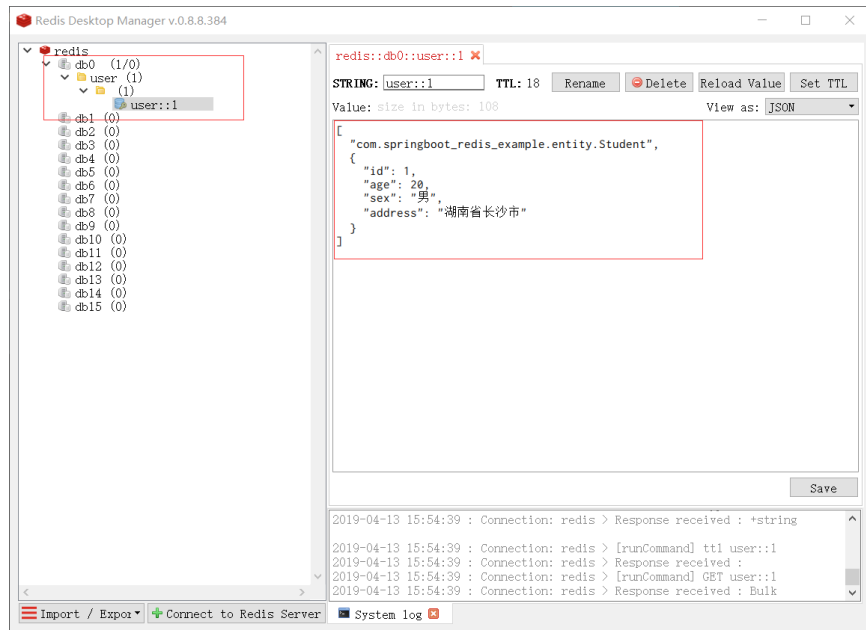 Redis Desktop Manager v.0.8.8.384
redis
db0 (1/0)
user (1)
(1)
user::1
db1 (0)
db2 (0)
db3 (0)
db4 (0)
db5 (0)
db6 (0)
db7 (0)
db8 (0)
db9 (0)
db10 (0)
db11 (0)
db12 (0)
db13 (0)
db14 (0)
db15 (0)
Import / Expor
Connect to Redis Server
redis::db0::user::1
STRING: user::1 TTL: 18 Rename Delete Reload Value Set TTL
Value: size in bytes: 108 View as: JSON
[
"com.springboot_redis_example.entity.Student",
{
"id": 1,
"age": 20,
"sex": "男",
"address": "湖南省长沙市"
}
]
Save
2019-04-13 15:54:39 : Connection: redis > Response received : +string
2019-04-13 15:54:39 : Connection: redis > [runCommand] ttl user::1
2019-04-13 15:54:39 : Connection: redis > Response received :
2019-04-13 15:54:39 : Connection: redis > [runCommand] GET user::1
2019-04-13 15:54:39 : Connection: redis > Response received : Bulk
System log